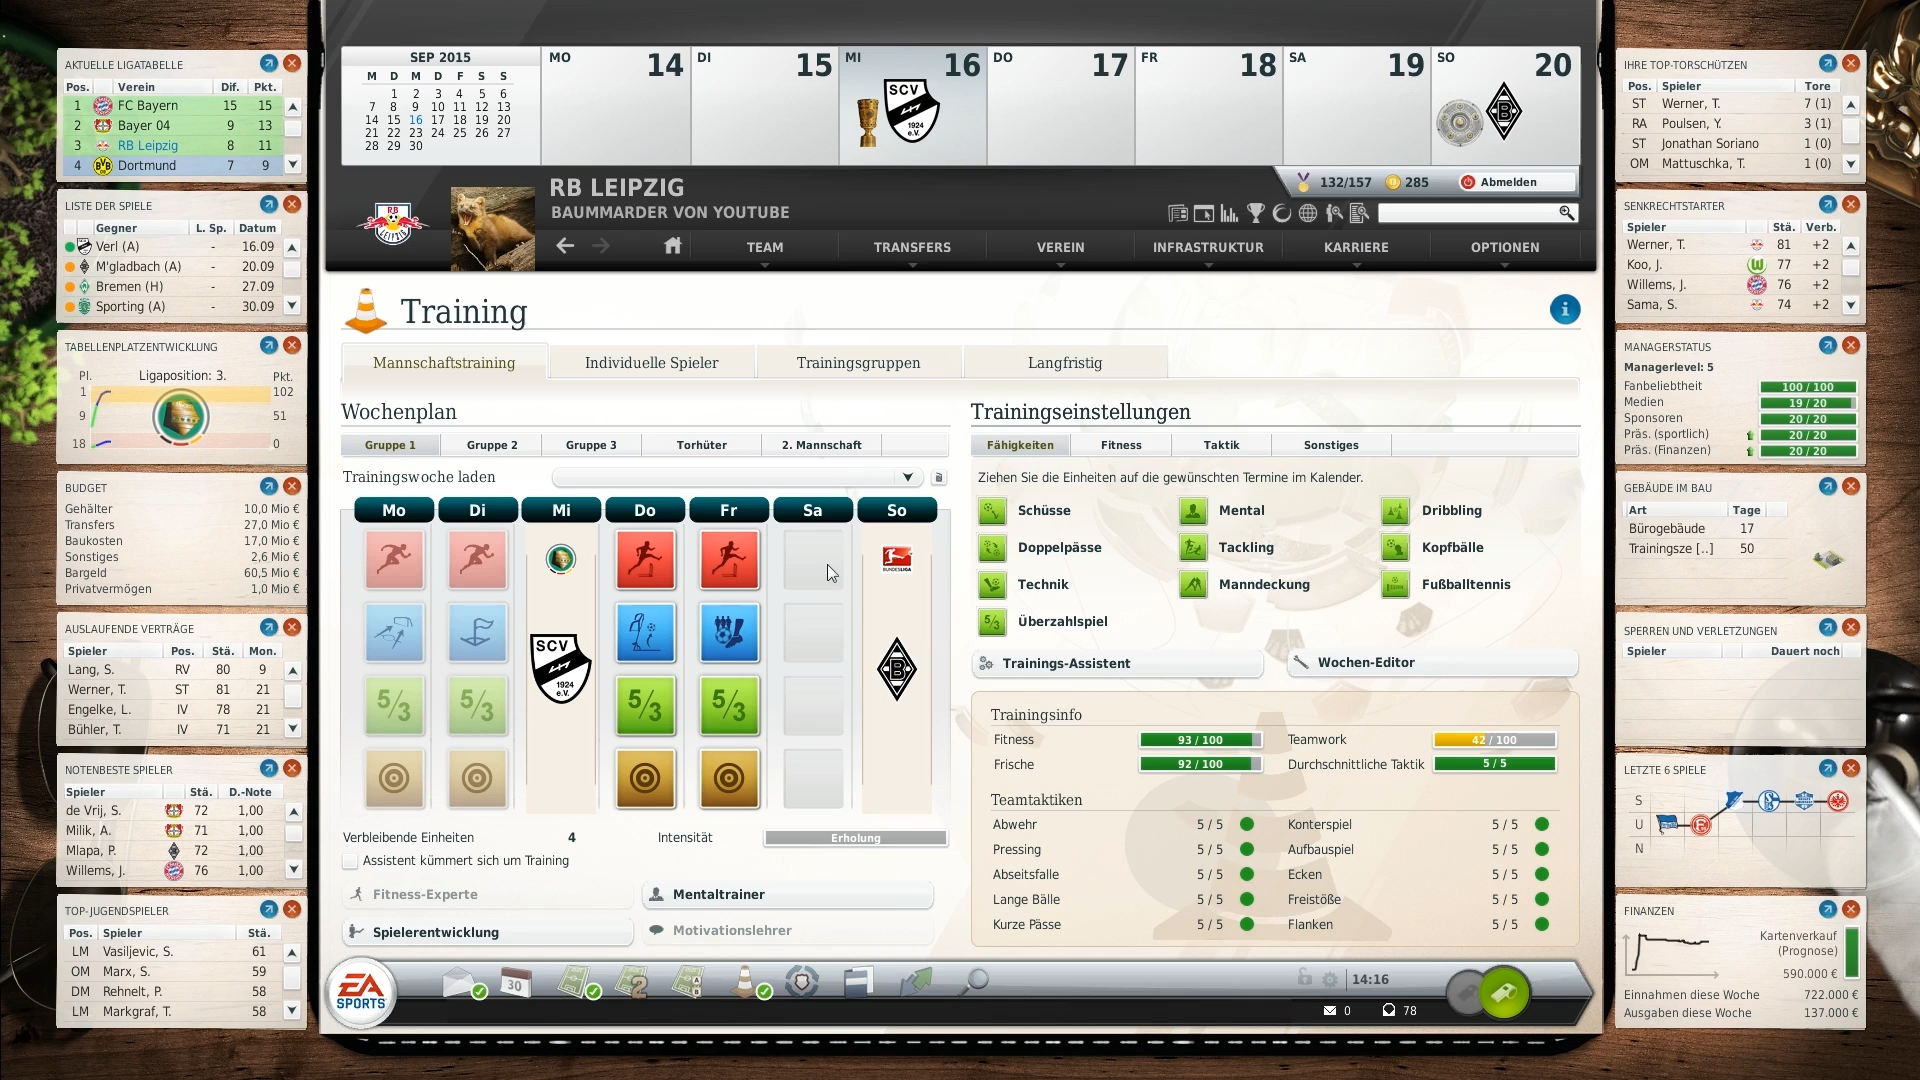 AKTUELLE LIGATABELLE
Pos. Verein Dif. Pkt.
1 FC Bayern 15 15
2 Bayer 04 9 13
3 RB Leipzig 8 11
4 Dortmund 7 9
LISTE DER SPIELE
Gegner L. Sp. Datum
Verl (A) - 16.09
M'gladbach (A) - 20.09
Bremen (H) - 27.09
Sporting (A) - 30.09
TABELLENPLATZENTWICKLUNG
Pl. Ligaposition: 3. Pkt.
1 102
9 51
18 0
BUDGET
Gehälter 10,0 Mio €
Transfers 27,0 Mio €
Baukosten 17,0 Mio €
Sonstiges 2,6 Mio €
Bargeld 60,5 Mio €
Privatvermögen 1,0 Mio €
AUSLAUFENDE VERTRÄGE
Spieler Pos. Stä. Mon.
Lang, S. RV 80 9
Werner, T. ST 81 21
Engelke, L. IV 78 21
Bühler, T. IV 71 21
NOTENBESTE SPIELER
Spieler Stä. D.-Note
de Vrij, S. 72 1,00
Milik, A. 71 1,00
Mlapa, P. 72 1,00
Willems, J. 76 1,00
TOP-JUGENDSPIELER
Pos. Spieler Stä.
LM Vasiljevic, S. 61
OM Marx, S. 59
DM Rehnelt, P. 58
LM Markgraf, T. 58
SEP 2015
M D M D F S S
1 2 3 4 5 6
7 8 9 10 11 12 13
14 15 16 17 18 19 20
21 22 23 24 25 26 27
28 29 30
MO 14 DI 15 MI 16 DO 17 FR 18 SA 19 SO 20
SCV
1924
e.V.
RB LEIPZIG
BAUMMARDER VON YOUTUBE
132/157 285 Abmelden
TEAM TRANSFERS VEREIN INFRASTRUKTUR KARRIERE OPTIONEN
Training
Mannschaftstraining Individuelle Spieler Trainingsgruppen Langfristig
Wochenplan
Gruppe 1 Gruppe 2 Gruppe 3 Torhüter 2. Mannschaft
Trainingswoche laden
Mo Di Mi Do Fr Sa So
BUNDESLIGA
SCV
1924
e.V.
5/3 5/3 5/3 5/3
Verbleibende Einheiten 4 Intensität Erholung
Assistent kümmert sich um Training
Fitness-Experte Mentaltrainer
Spielerentwicklung Motivationslehrer
Trainingseinstellungen
Fähigkeiten Fitness Taktik Sonstiges
Ziehen Sie die Einheiten auf die gewünschten Termine im Kalender.
Schüsse Mental Dribbling
Doppelpässe Tackling Kopfbälle
Technik Manndeckung Fußballtennis
5/3 Überzahlspiel
Trainings-Assistent Wochen-Editor
Trainingsinfo
Fitness 93 / 100 Teamwork 42 / 100
Frische 92 / 100 Durchschnittliche Taktik 5 / 5
Teamtaktiken
Abwehr 5 / 5 Konterspiel 5 / 5
Pressing 5 / 5 Aufbauspiel 5 / 5
Abseitsfalle 5 / 5 Ecken 5 / 5
Lange Bälle 5 / 5 Freistöße 5 / 5
Kurze Pässe 5 / 5 Flanken 5 / 5
EA SPORTS
30
2
14:16
0 78
IHRE TOP-TORSCHÜTZEN
Pos. Spieler Tore
ST Werner, T. 7 (1)
RA Poulsen, Y. 3 (1)
ST Jonathan Soriano 1 (0)
OM Mattuschka, T. 1 (0)
SENKRECHTSTARTER
Spieler Stä. Verb.
Werner, T. 81 +2
Koo, J. 77 +2
Willems, J. 76 +2
Sama, S. 74 +2
MANAGERSTATUS
Managerlevel: 5
Fanbeliebtheit 100 / 100
Medien 19 / 20
Sponsoren 20 / 20
Präs. (sportlich) 20 / 20
Präs. (Finanzen) 20 / 20
GEBÄUDE IM BAU
Art Tage
Bürogebäude 17
Trainingsze [..] 50
SPERREN UND VERLETZUNGEN
Spieler Dauert noch
LETZTE 6 SPIELE
S
U
N
FINANZEN
Kartenverkauf
(Prognose)
590.000 €
Einnahmen diese Woche 722.000 €
Ausgaben diese Woche 137.000 €